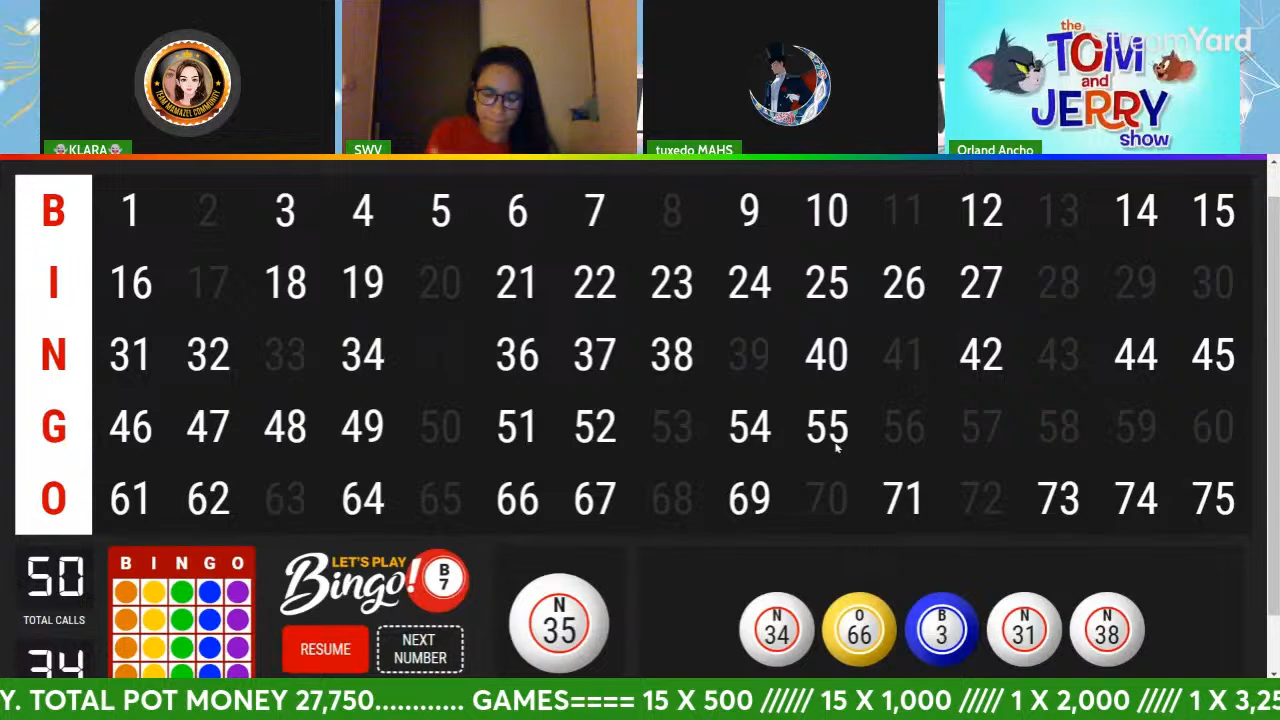 TEAM MAMAZEL COMMUNITY
the
TOM
and
JERRY
show
StreamYard
👻KLARA👻
SWV
tuxedo MAHS
Orland Ancho
B 1 2 3 4 5 6 7 8 9 10 11 12 13 14 15
I 16 17 18 19 20 21 22 23 24 25 26 27 28 29 30
N 31 32 33 34 36 37 38 39 40 41 42 43 44 45
G 46 47 48 49 50 51 52 53 54 55 56 57 58 59 60
O 61 62 63 64 65 66 67 68 69 70 71 72 73 74 75
50
TOTAL CALLS
B I N G O
LET'S PLAY
Bingo!
B
7
RESUME
NEXT
NUMBER
N
35
N
34
O
66
B
3
N
31
N
38
Y. TOTAL POT MONEY 27,750............ GAMES==== 15 X 500 ////// 15 X 1,000 ///// 1 X 2,000 ///// 1 X 3,25